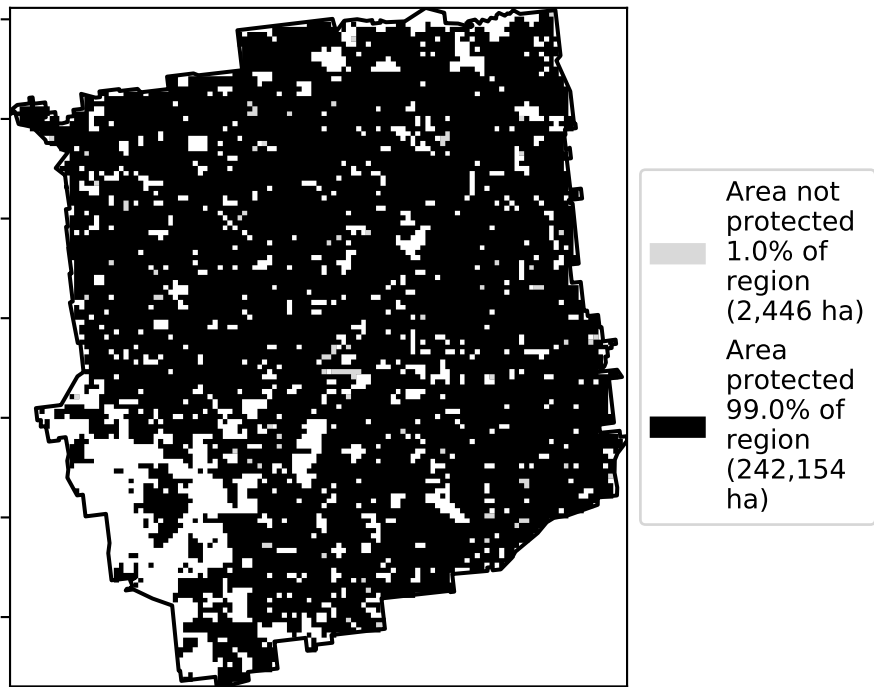 Area not
protected
1.0% of
region
(2,446 ha)
Area
protected
99.0% of
region
(242,154
ha)